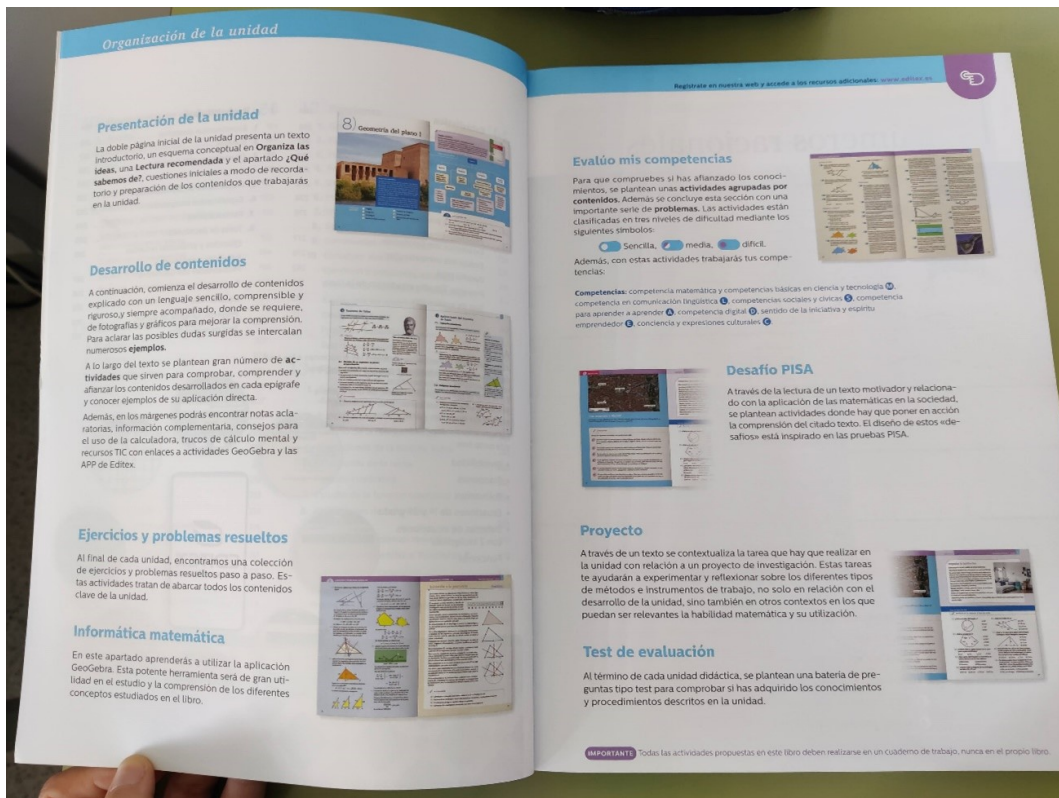 Organización de la unidad
Presentación de la unidad
La doble página inicial de la unidad presenta un texto
introductorio, un esquema conceptual en Organiza las
ideas, una Lectura recomendada y el apartado ¿Qué
sabemos de?, cuestiones iniciales a modo de recorda-
torio y preparación de los contenidos que trabajarás
en la unidad.
8
Geometría del plano I
Desarrollo de contenidos
A continuación, comienza el desarrollo de contenidos
explicado con un lenguaje sencillo, comprensible y
riguroso,y siempre acompañado, donde se requiere,
de fotografías y gráficos para mejorar la comprensión.
Para aclarar las posibles dudas surgidas se intercalan
numerosos ejemplos.
A lo largo del texto se plantean gran número de ac-
tividades que sirven para comprobar, comprender y
afianzar los contenidos desarrollados en cada epígrafe
y conocer ejemplos de su aplicación directa.
Además, en los márgenes podrás encontrar notas acla-
ratorias, información complementaria, consejos para
el uso de la calculadora, trucos de cálculo mental y
recursos TIC con enlaces a actividades GeoGebra y las
APP de Editex.
Ejercicios y problemas resueltos
Al final de cada unidad, encontramos una colección
de ejercicios y problemas resueltos paso a paso. Es-
tas actividades tratan de abarcar todos los contenidos
clave de la unidad.
Informática matemática
En este apartado aprenderás a utilizar la aplicación
GeoGebra. Esta potente herramienta será de gran uti-
lidad en el estudio y la comprensión de los diferentes
conceptos estudiados en el libro.
Regístrate en nuestra web y accede a los recursos adicionales: www.editex.es
Evalúo mis competencias
Para que compruebes si has afianzado los conoci-
mientos, se plantean unas actividades agrupadas por
contenidos. Además se concluye esta sección con una
importante serie de problemas. Las actividades están
clasificadas en tres niveles de dificultad mediante los
siguientes símbolos:
Sencilla, media, difícil.
Además, con estas actividades trabajarás tus compe-
tencias:
Competencias: competencia matemática y competencias básicas en ciencia y tecnología M,
competencia en comunicación lingüística L, competencias sociales y cívicas S, competencia
para aprender a aprender A, competencia digital D, sentido de la iniciativa y espíritu
emprendedor E, conciencia y expresiones culturales C.
Desafío PISA
A través de la lectura de un texto motivador y relaciona-
do con la aplicación de las matemáticas en la sociedad,
se plantean actividades donde hay que poner en acción
la comprensión del citado texto. El diseño de estos «de-
safíos» está inspirado en las pruebas PISA.
Proyecto
A través de un texto se contextualiza la tarea que hay que realizar en
la unidad con relación a un proyecto de investigación. Estas tareas
te ayudarán a experimentar y reflexionar sobre los diferentes tipos
de métodos e instrumentos de trabajo, no solo en relación con el
desarrollo de la unidad, sino también en otros contextos en los que
puedan ser relevantes la habilidad matemática y su utilización.
Test de evaluación
Al término de cada unidad didáctica, se plantean una batería de pre-
guntas tipo test para comprobar si has adquirido los conocimientos
y procedimientos descritos en la unidad.
IMPORTANTE Todas las actividades propuestas en este libro deben realizarse en un cuaderno de trabajo, nunca en el propio libro.